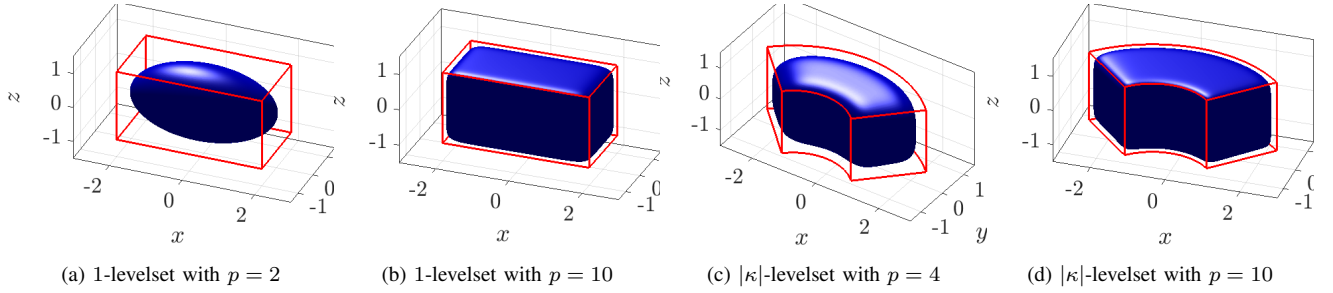 1
0
-1
z
-2
0
2
x
0
-1
1
0
-1
z
-2
0
2
x
0
-1
1
0
-1
z
-2
0
2
x
1
0
-1
y
1
0
-1
z
-2
0
2
x
0
-1
(a) 1-levelset with p = 2
(b) 1-levelset with p = 10
(c) |κ|-levelset with p = 4
(d) |κ|-levelset with p = 10